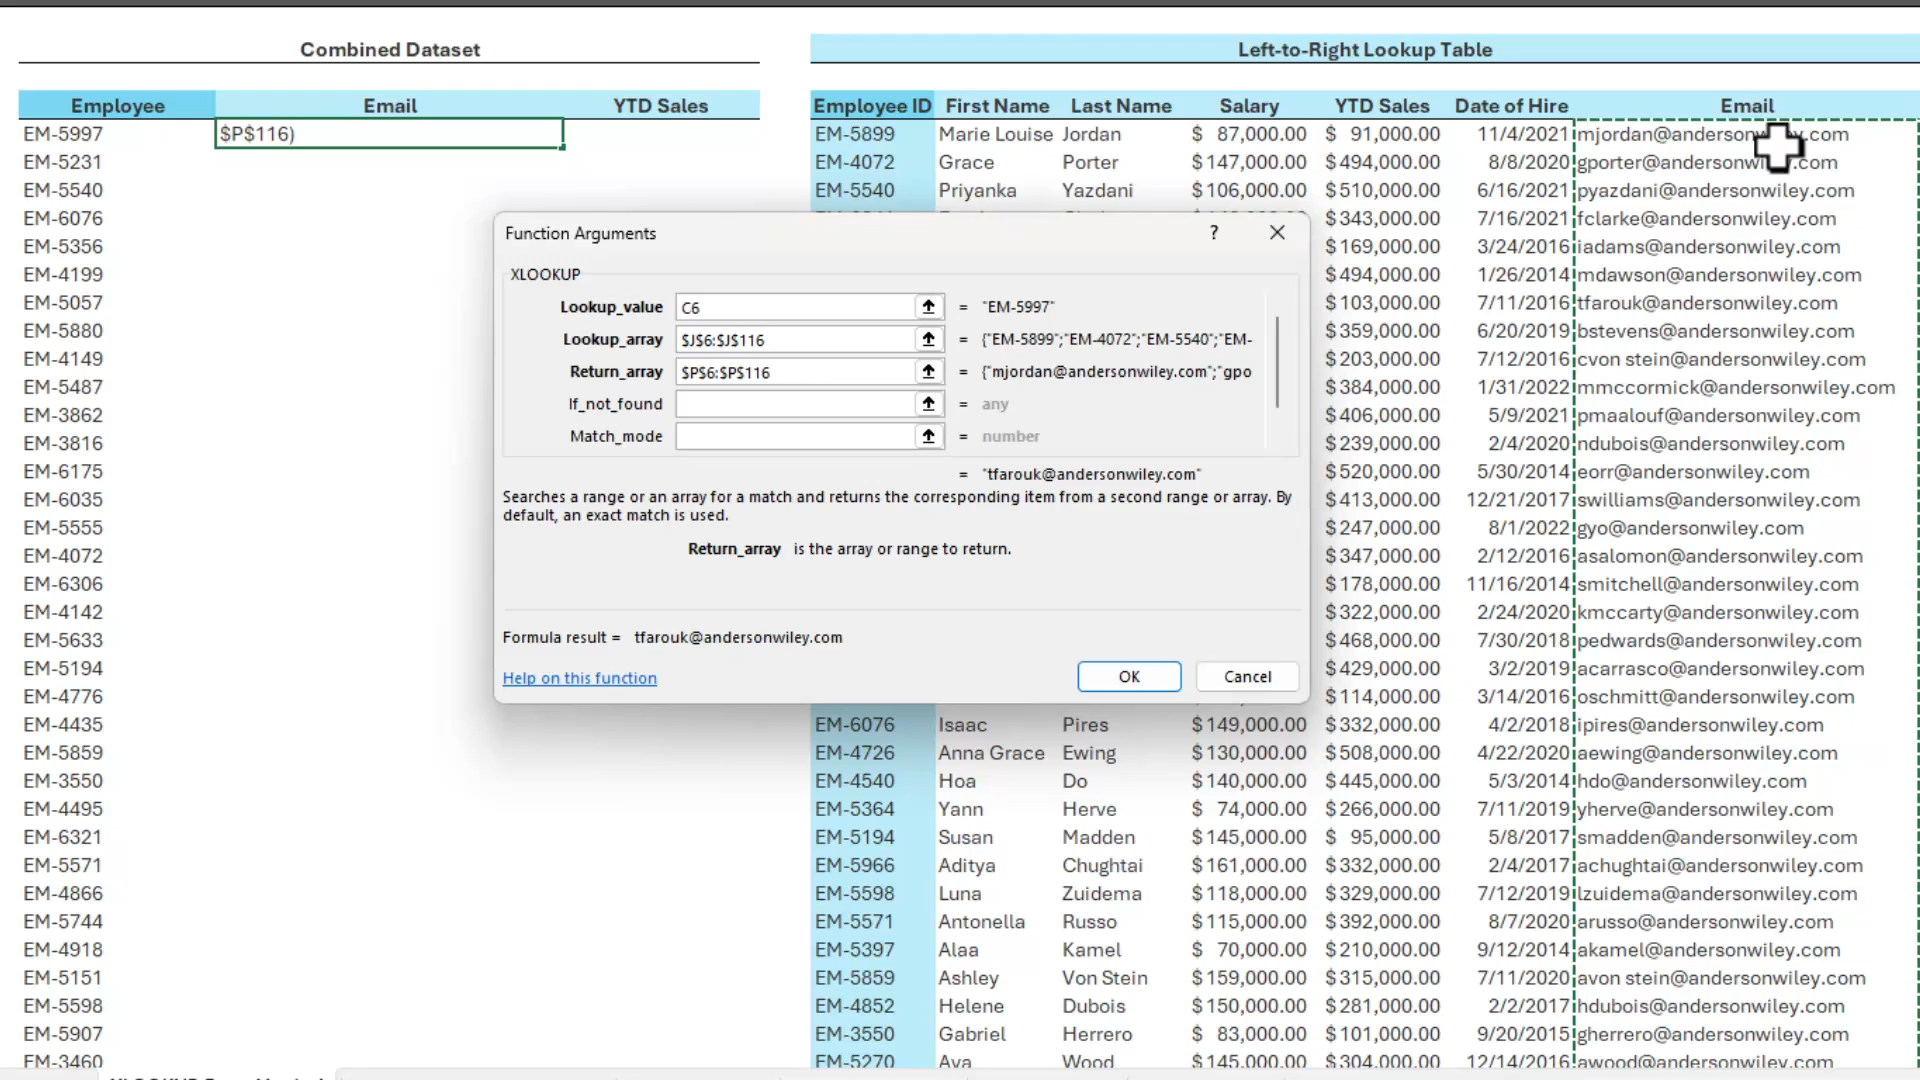 Combined Dataset
Left-to-Right Lookup Table
Employee Email YTD Sales
Employee ID First Name Last Name Salary YTD Sales Date of Hire Email
EM-5997 $P$116) EM-5899 Marie Louise Jordan $ 87,000.00 $ 91,000.00 11/4/2021 mjordan@andersonwiley.com
EM-5231 EM-4072 Grace Porter $147,000.00 $494,000.00 8/8/2020 gporter@andersonwiley.com
EM-5540 EM-5540 Priyanka Yazdani $106,000.00 $510,000.00 6/16/2021 pyazdani@andersonwiley.com
EM-6076 $343,000.00 7/16/2021 fclarke@andersonwiley.com
EM-5356 $169,000.00 3/24/2016 iadams@andersonwiley.com
EM-4199 $494,000.00 1/26/2014 mdawson@andersonwiley.com
EM-5057 $103,000.00 7/11/2016 tfarouk@andersonwiley.com
EM-5880 $359,000.00 6/20/2019 bstevens@andersonwiley.com
EM-4149 $203,000.00 7/12/2016 cvon stein@andersonwiley.com
EM-5487 $384,000.00 1/31/2022 mmccormick@andersonwiley.com
EM-3862 $406,000.00 5/9/2021 pmaalouf@andersonwiley.com
EM-3816 $239,000.00 2/4/2020 ndubois@andersonwiley.com
EM-6175 $520,000.00 5/30/2014 eorr@andersonwiley.com
EM-6035 $413,000.00 12/21/2017 swilliams@andersonwiley.com
EM-5555 $247,000.00 8/1/2022 gyo@andersonwiley.com
EM-4072 $347,000.00 2/12/2016 asalomon@andersonwiley.com
EM-6306 $178,000.00 11/16/2014 smitchell@andersonwiley.com
EM-4142 $322,000.00 2/24/2020 kmccarty@andersonwiley.com
EM-5633 $468,000.00 7/30/2018 pedwards@andersonwiley.com
EM-5194 $429,000.00 3/2/2019 acarrasco@andersonwiley.com
EM-4776 $114,000.00 3/14/2016 oschmitt@andersonwiley.com
EM-4435 EM-6076 Isaac Pires $149,000.00 $332,000.00 4/2/2018 ipires@andersonwiley.com
EM-5859 EM-4726 Anna Grace Ewing $130,000.00 $508,000.00 4/22/2020 aewing@andersonwiley.com
EM-3550 EM-4540 Hoa Do $140,000.00 $445,000.00 5/3/2014 hdo@andersonwiley.com
EM-4495 EM-5364 Yann Herve $ 74,000.00 $266,000.00 7/11/2019 yherve@andersonwiley.com
EM-6321 EM-5194 Susan Madden $145,000.00 $ 95,000.00 5/8/2017 smadden@andersonwiley.com
EM-5571 EM-5966 Aditya Chughtai $161,000.00 $332,000.00 2/4/2017 achughtai@andersonwiley.com
EM-4866 EM-5598 Luna Zuidema $118,000.00 $329,000.00 7/12/2019 lzuidema@andersonwiley.com
EM-5744 EM-5571 Antonella Russo $115,000.00 $392,000.00 8/7/2020 arusso@andersonwiley.com
EM-4918 EM-5397 Alaa Kamel $ 70,000.00 $210,000.00 9/12/2014 akamel@andersonwiley.com
EM-5151 EM-5859 Ashley Von Stein $159,000.00 $315,000.00 7/11/2020 avon stein@andersonwiley.com
EM-5598 EM-4852 Helene Dubois $150,000.00 $281,000.00 2/2/2017 hdubois@andersonwiley.com
EM-5907 EM-3550 Gabriel Herrero $ 83,000.00 $101,000.00 9/20/2015 gherrero@andersonwiley.com
EM-3460 EM-5270 Ava Wood $145,000.00 $304,000.00 12/14/2016 awood@andersonwiley.com
Function Arguments ?
XLOOKUP
Lookup_value C6 = "EM-5997"
Lookup_array $J$6:$J$116 = {"EM-5899";"EM-4072";"EM-5540";"EM-
Return_array $P$6:$P$116 = {"mjordan@andersonwiley.com";"gpo
If_not_found = any
Match_mode = number
= "tfarouk@andersonwiley.com"
Searches a range or an array for a match and returns the corresponding item from a second range or array. By
default, an exact match is used.
Return_array is the array or range to return.
Formula result = tfarouk@andersonwiley.com
Help on this function OK Cancel